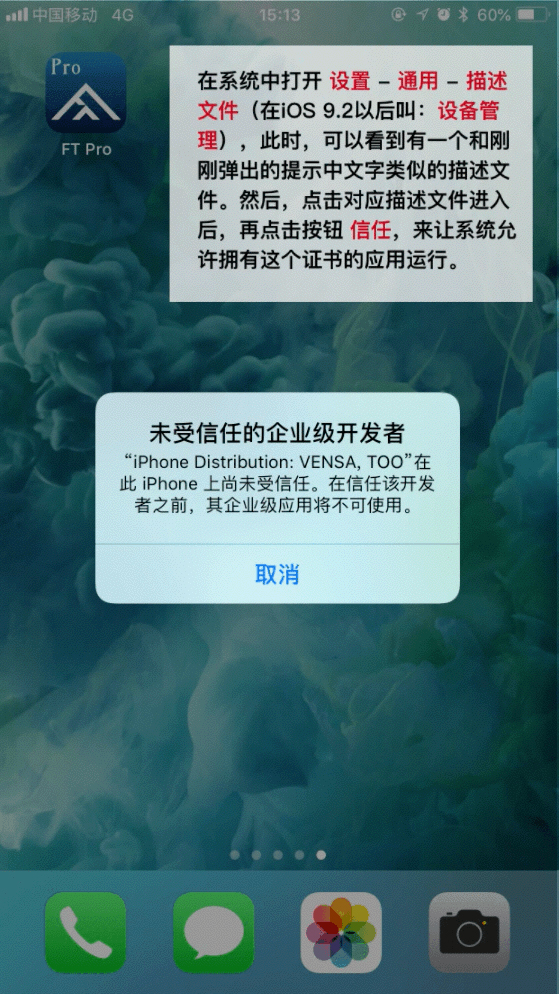 中国移动 4G 15:13 60%
Pro
FT Pro
在系统中打开 设置 – 通用 – 描述
文件（在iOS 9.2以后叫：设备管
理），此时，可以看到有一个和刚
刚弹出的提示中文字类似的描述文
件。然后，点击对应描述文件进入
后，再点击按钮 信任，来让系统允
许拥有这个证书的应用运行。
未受信任的企业级开发者
“iPhone Distribution: VENSA, TOO”在
此 iPhone 上尚未受信任。在信任该开发
者之前，其企业级应用将不可使用。
取消